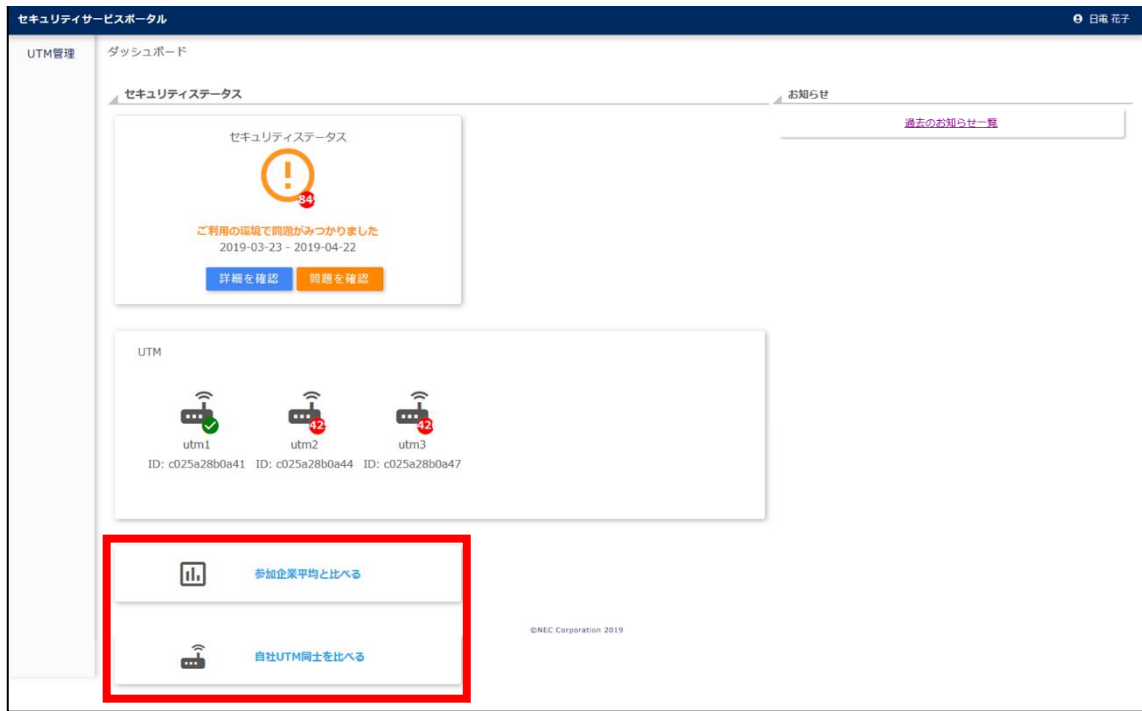 セキュリティサービスポータル
日電 花子
UTM管理
ダッシュボード
セキュリティステータス
お知らせ
過去のお知らせ一覧
セキュリティステータス
84
ご利用の環境で問題がみつかりました
2019-03-23 - 2019-04-22
詳細を確認 問題を確認
UTM
42 42
utm1 utm2 utm3
ID: c025a28b0a41 ID: c025a28b0a44 ID: c025a28b0a47
参加企業平均と比べる
©NEC Corporation 2019
自社UTM同士を比べる